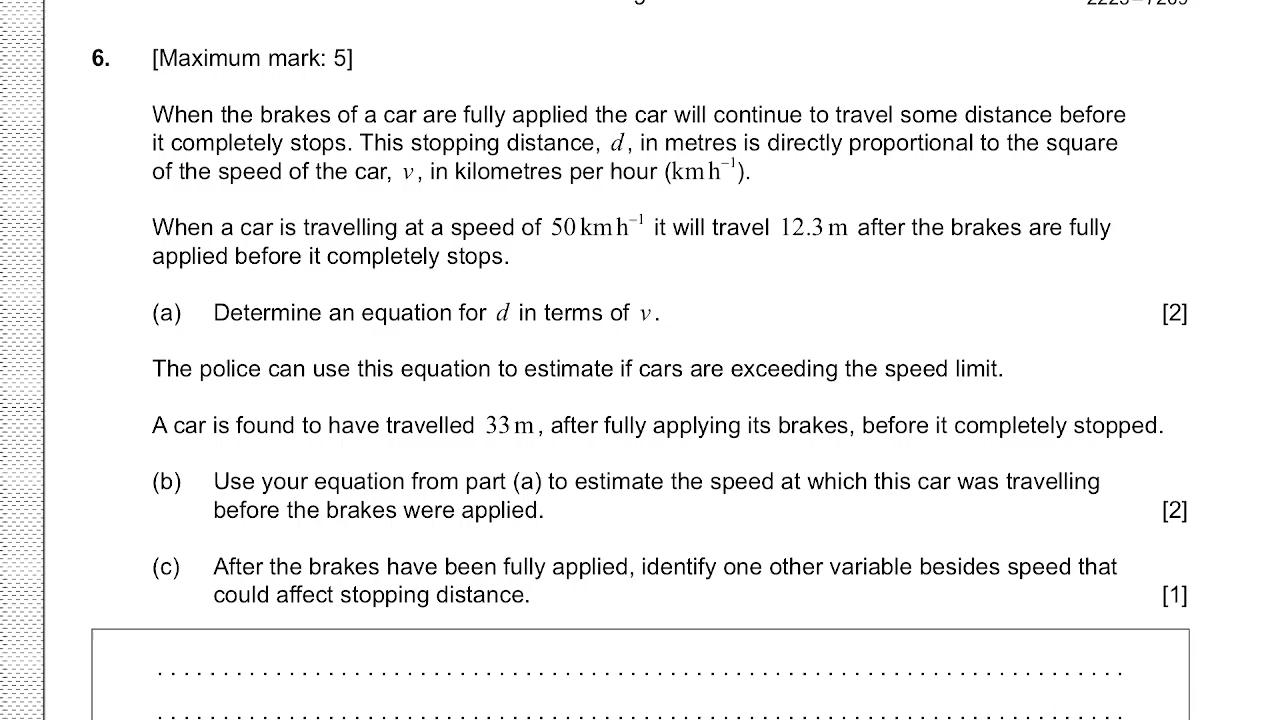 6. [Maximum mark: 5]
When the brakes of a car are fully applied the car will continue to travel some distance before
it completely stops. This stopping distance, d, in metres is directly proportional to the square
of the speed of the car, v, in kilometres per hour (km h⁻¹).
When a car is travelling at a speed of 50 km h⁻¹ it will travel 12.3 m after the brakes are fully
applied before it completely stops.
(a) Determine an equation for d in terms of v. [2]
The police can use this equation to estimate if cars are exceeding the speed limit.
A car is found to have travelled 33 m, after fully applying its brakes, before it completely stopped.
(b) Use your equation from part (a) to estimate the speed at which this car was travelling
before the brakes were applied. [2]
(c) After the brakes have been fully applied, identify one other variable besides speed that
could affect stopping distance. [1]